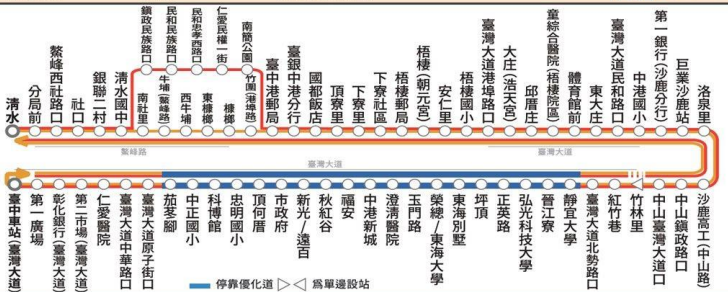 鎮政民族路口
民和民族路口
民和忠孝西路口
仁愛民權一街
南簡公園
清水
分局前
鰲峰西社路口
社口
銀聯二村
清水國中
南社里
牛埔(鰲峰路)
西牛埔
東槺榔
槺榔
竹圍(港埠路)
臺中港郵局
臺銀中港分行
國都飯店
頂寮里
下寮里
下寮社區
梧棲郵局
梧棲(朝元宮)
安仁里
梧棲國小
臺灣大道港埠路口
大庄(浩天宮)
邱厝庄
童綜合醫院(梧棲院區)
體育館前
東大庄
臺灣大道民和路口
中港國小
第一銀行(沙鹿分行)
巨業沙鹿站
洛泉里
鰲峰路
臺灣大道
臺灣大道
臺中車站(臺灣大道)
第一廣場
彰化銀行(臺灣大道)
第二市場(臺灣大道)
仁愛醫院
臺灣大道中華路口
臺灣大道原子街口
茄苳腳
中正國小
科博館
忠明國小
頂何厝
市政府
新光/遠百
秋紅谷
福安
中港新城
澄清醫院
玉門路
榮總/東海大學
東海別墅
坪頂
正英路
弘光科技大學
晉江寮
靜宜大學
臺灣大道北勢路口
紅竹巷
竹林里
中山臺灣大道口
中山鎮政路口
沙鹿高工(中山路)
停靠優化道
為單邊設站